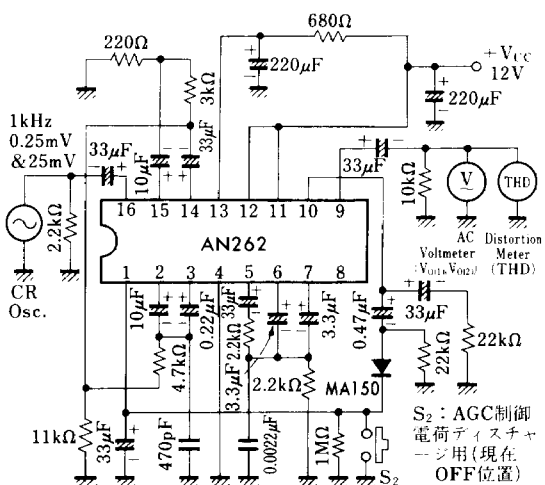 220Ω
680Ω
220μF
+Vcc
12V
220μF
3kΩ
33μF
10μF
1kHz
0.25mV
&25mV
33μF
33μF
10kΩ
V
THD
AC
Voltmeter
(Vo(1)、Vo(2))
Distortion
Meter
(THD)
2.2kΩ
CR
Osc.
16 15 14 13 12 11 10 9
AN262
1 2 3 4 5 6 7 8
10μF
0.22μF
33μF
2.2kΩ
3.3μF
3.3μF
0.47μF
33μF
4.7kΩ
2.2kΩ
MA150
22kΩ
22kΩ
11kΩ
33μF
470pF
0.0022μF
1MΩ
S₂
S₂：AGC制御
電荷ディスチャ
ージ用(現在
OFF位置)